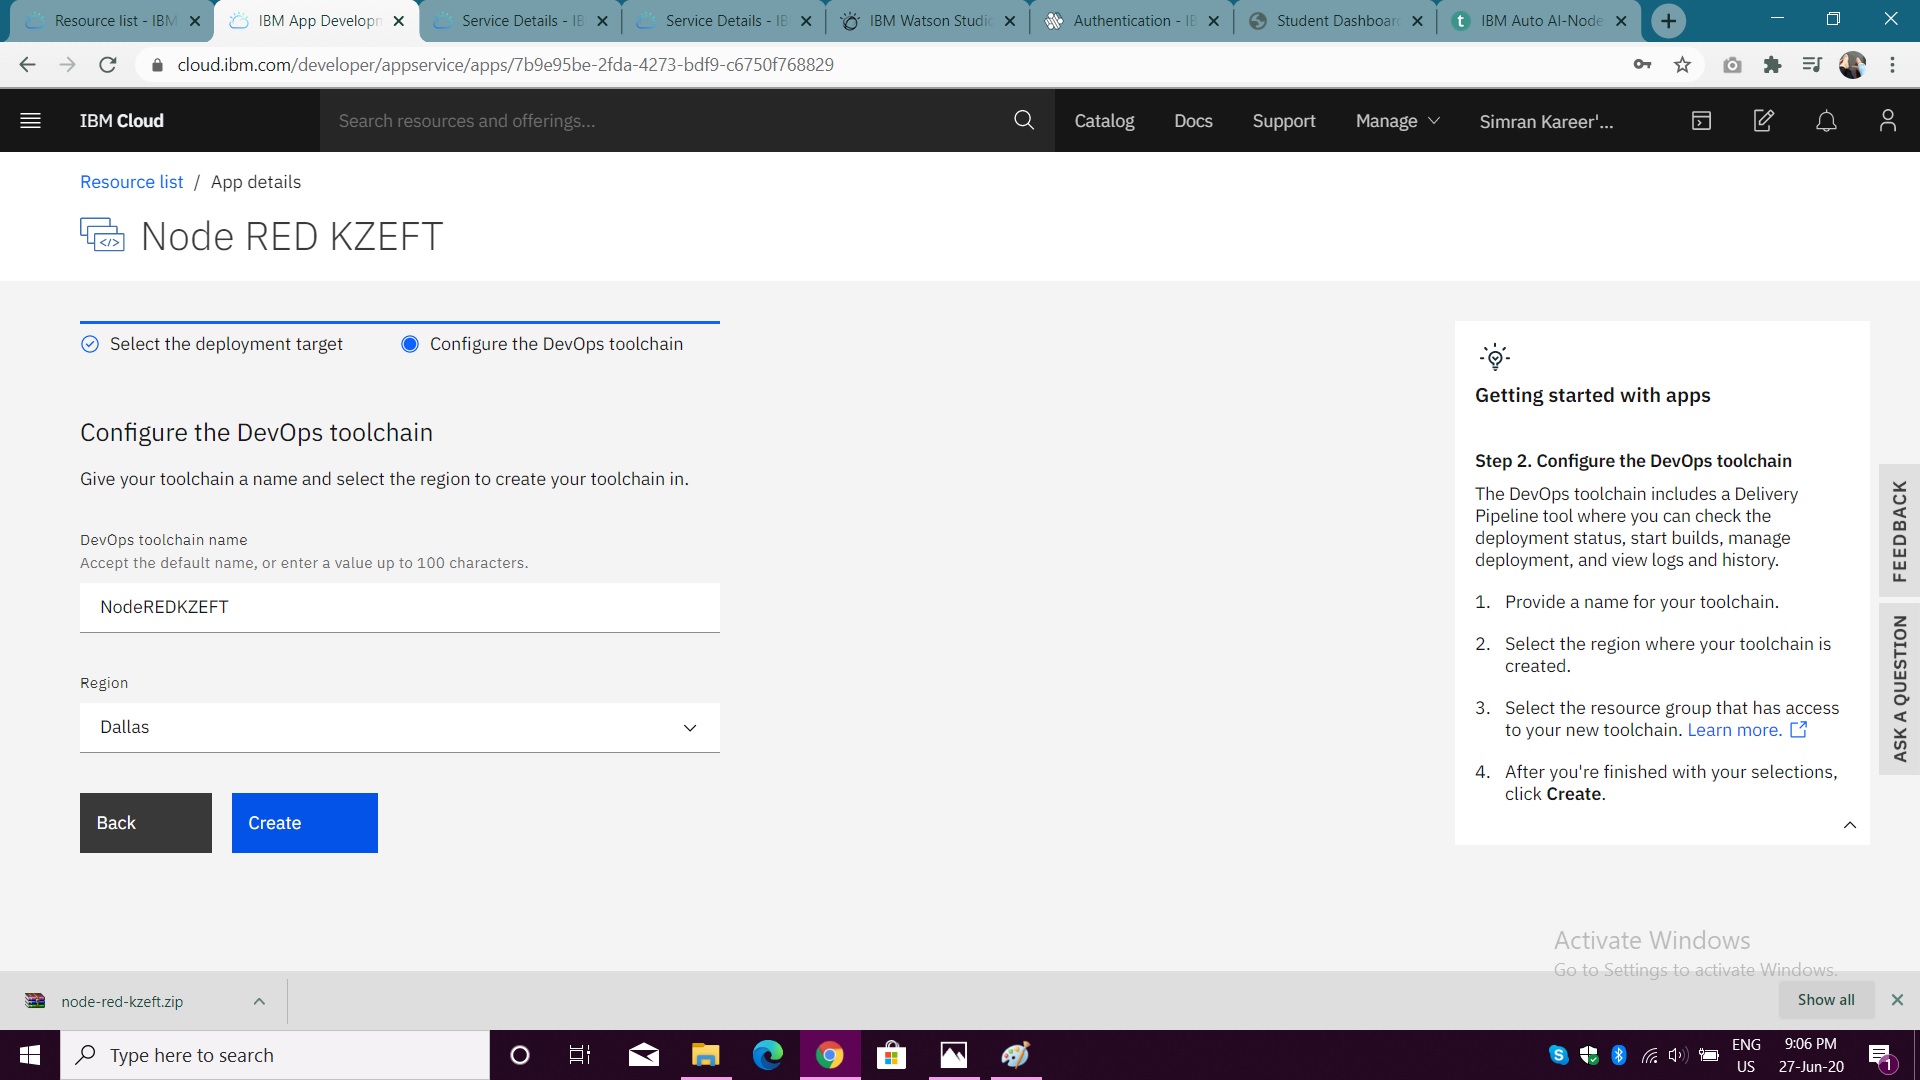 Resource list - IBM
IBM App Developm
Service Details - IB
Service Details - IB
IBM Watson Studio
Authentication - IB
Student Dashboard
t
IBM Auto AI-Node
cloud.ibm.com/developer/appservice/apps/7b9e95be-2fda-4273-bdf9-c6750f768829
IBM Cloud
Search resources and offerings...
Catalog
Docs
Support
Manage
Simran Kareer'...
Resource list / App details
Node RED KZEFT
Select the deployment target
Configure the DevOps toolchain
Configure the DevOps toolchain
Give your toolchain a name and select the region to create your toolchain in.
DevOps toolchain name
Accept the default name, or enter a value up to 100 characters.
NodeREDKZEFT
Region
Dallas
Back
Create
Getting started with apps
Step 2. Configure the DevOps toolchain
The DevOps toolchain includes a Delivery
Pipeline tool where you can check the
deployment status, start builds, manage
deployment, and view logs and history.
1. Provide a name for your toolchain.
2. Select the region where your toolchain is
created.
3. Select the resource group that has access
to your new toolchain. Learn more.
4. After you're finished with your selections,
click Create.
FEEDBACK
ASK A QUESTION
Activate Windows
Go to Settings to activate Windows.
node-red-kzeft.zip
Show all
Type here to search
ENG
US
9:06 PM
27-Jun-20
1